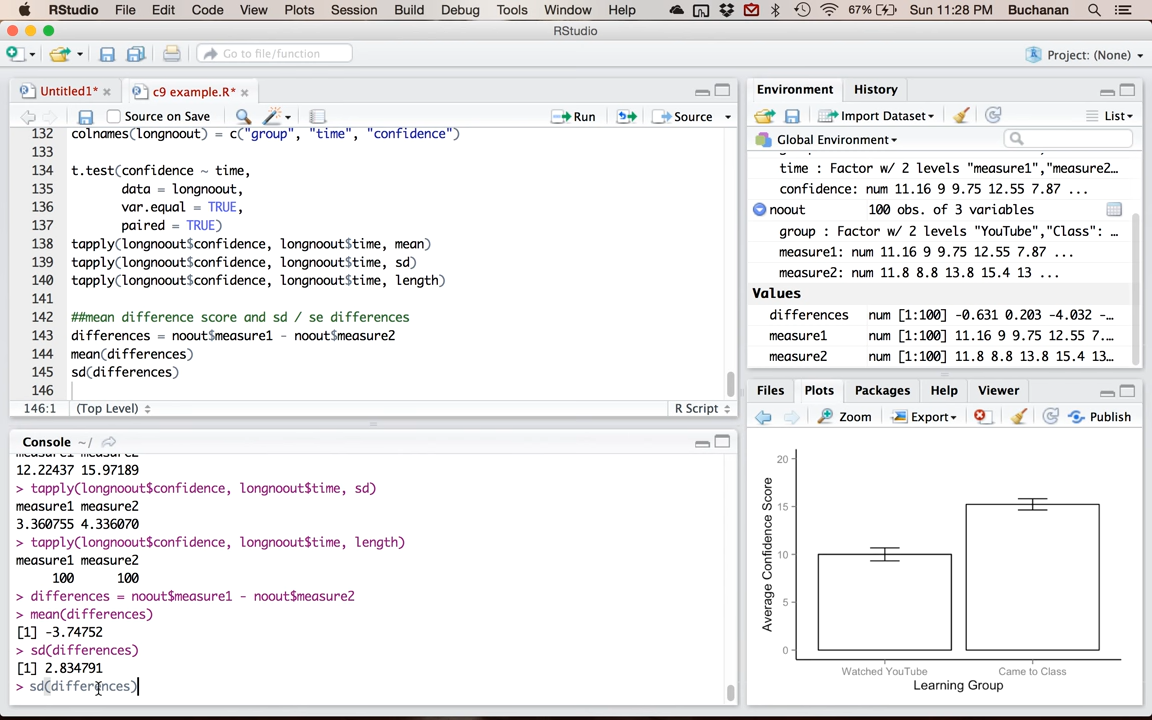 RStudio File Edit Code View Plots Session Build Debug Tools Window Help 67% Sun 11:28 PM Buchanan
RStudio
Go to file/function
Project: (None)
Untitled1* ×
c9 example.R* ×
Source on Save
Run
Source
132 colnames(longnoout) = c("group", "time", "confidence")
133
134 t.test(confidence ~ time,
135 data = longnoout,
136 var.equal = TRUE,
137 paired = TRUE)
138 tapply(longnoout$confidence, longnoout$time, mean)
139 tapply(longnoout$confidence, longnoout$time, sd)
140 tapply(longnoout$confidence, longnoout$time, length)
141
142 ##mean difference score and sd / se differences
143 differences = noout$measure1 - noout$measure2
144 mean(differences)
145 sd(differences)
146
146:1 (Top Level) R Script
Console ~/
measure1 measure2
12.22437 15.97189
> tapply(longnoout$confidence, longnoout$time, sd)
measure1 measure2
3.360755 4.336070
> tapply(longnoout$confidence, longnoout$time, length)
measure1 measure2
100 100
> differences = noout$measure1 - noout$measure2
> mean(differences)
[1] -3.74752
> sd(differences)
[1] 2.834791
> sd(differences)
Environment History
Import Dataset List
Global Environment
time : Factor w/ 2 levels "measure1","measure2…
confidence: num 11.16 9 9.75 12.55 7.87 ...
noout 100 obs. of 3 variables
group : Factor w/ 2 levels "YouTube","Class": …
measure1: num 11.16 9 9.75 12.55 7.87 ...
measure2: num 11.8 8.8 13.8 15.4 13 ...
Values
differences num [1:100] -0.631 0.203 -4.032 -…
measure1 num [1:100] 11.16 9 9.75 12.55 7.…
measure2 num [1:100] 11.8 8.8 13.8 15.4 13…
Files Plots Packages Help Viewer
Zoom Export Publish
Average Confidence Score
20
15
10
5
0
Watched YouTube Came to Class
Learning Group